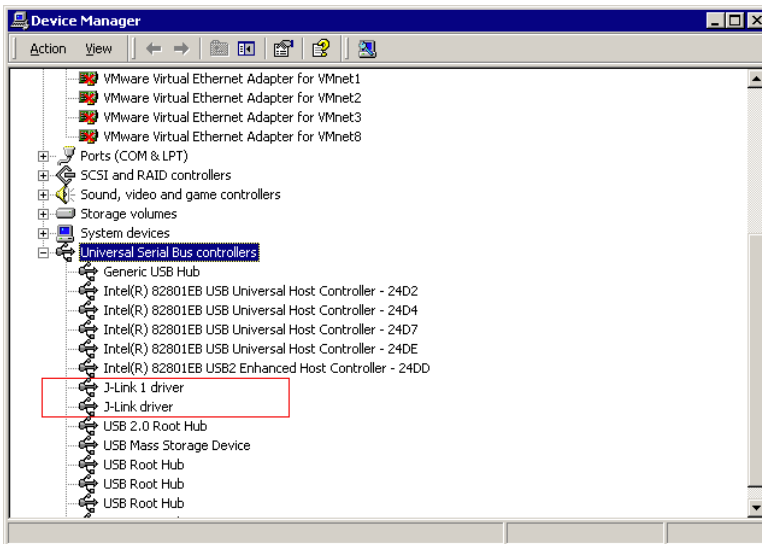 Device Manager
Action View
VMware Virtual Ethernet Adapter for VMnet1
VMware Virtual Ethernet Adapter for VMnet2
VMware Virtual Ethernet Adapter for VMnet3
VMware Virtual Ethernet Adapter for VMnet8
Ports (COM & LPT)
SCSI and RAID controllers
Sound, video and game controllers
Storage volumes
System devices
Universal Serial Bus controllers
Generic USB Hub
Intel(R) 82801EB USB Universal Host Controller - 24D2
Intel(R) 82801EB USB Universal Host Controller - 24D4
Intel(R) 82801EB USB Universal Host Controller - 24D7
Intel(R) 82801EB USB Universal Host Controller - 24DE
Intel(R) 82801EB USB2 Enhanced Host Controller - 24DD
J-Link 1 driver
J-Link driver
USB 2.0 Root Hub
USB Mass Storage Device
USB Root Hub
USB Root Hub
USB Root Hub